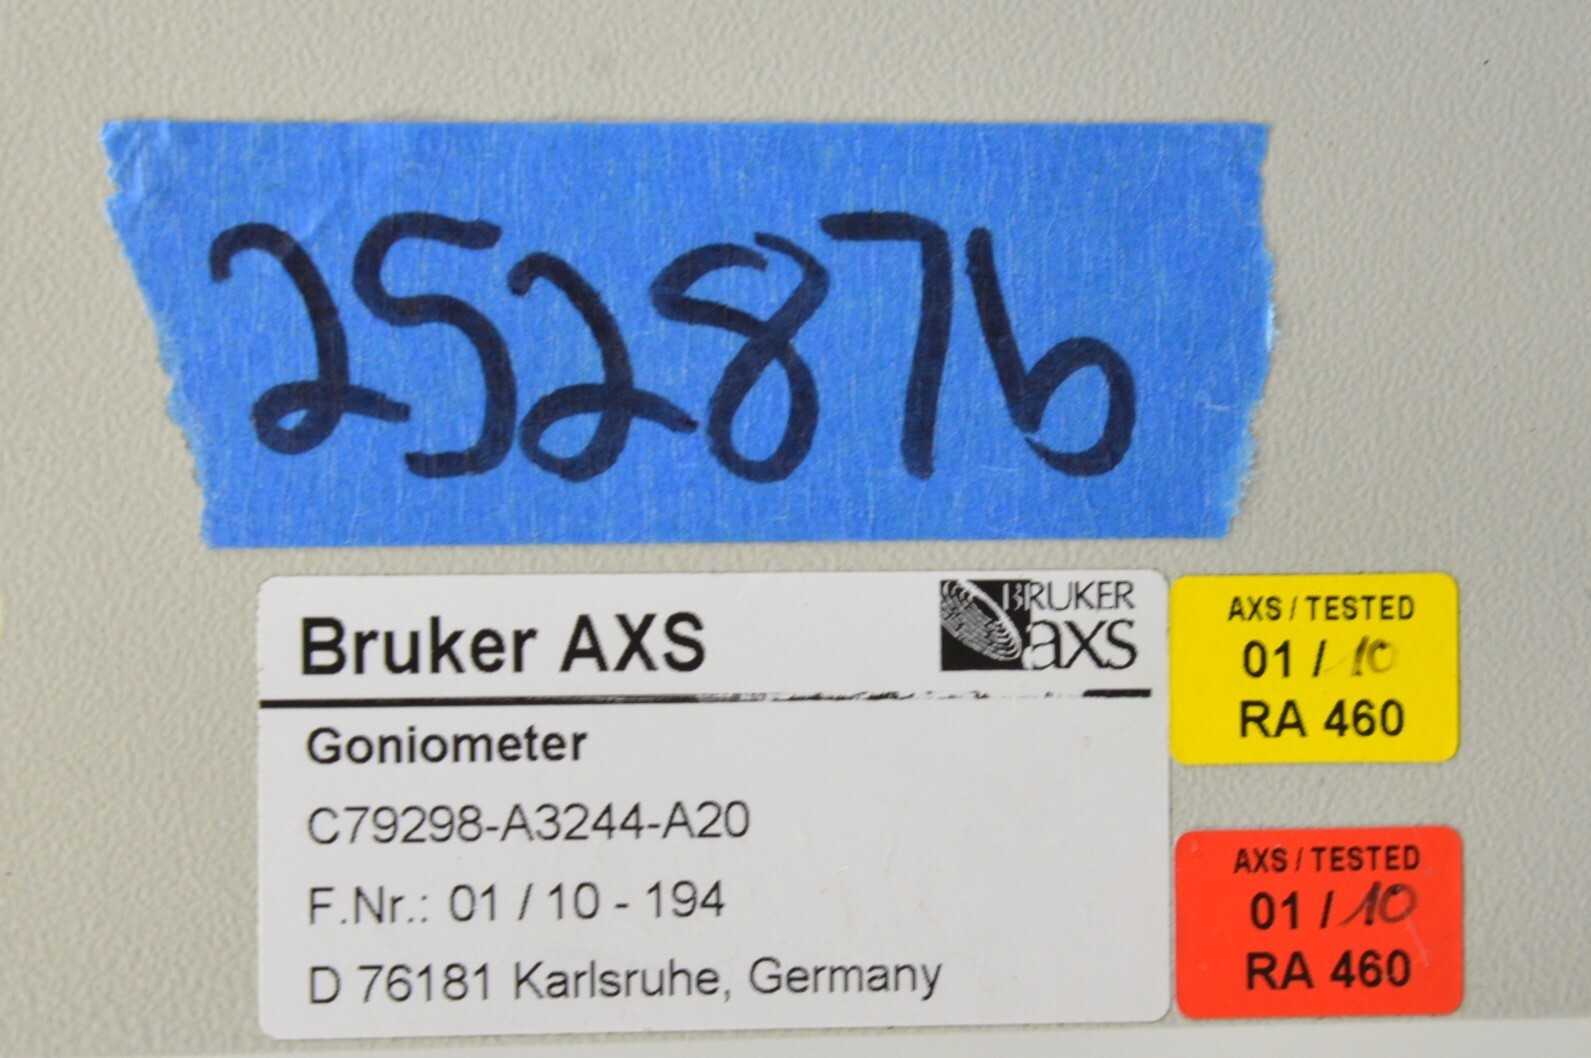 252876
Bruker AXS
BRUKER
axs
Goniometer
C79298-A3244-A20
F.Nr.: 01 / 10 - 194
D 76181 Karlsruhe, Germany
AXS / TESTED
01 / 10
RA 460
AXS / TESTED
01 / 10
RA 460